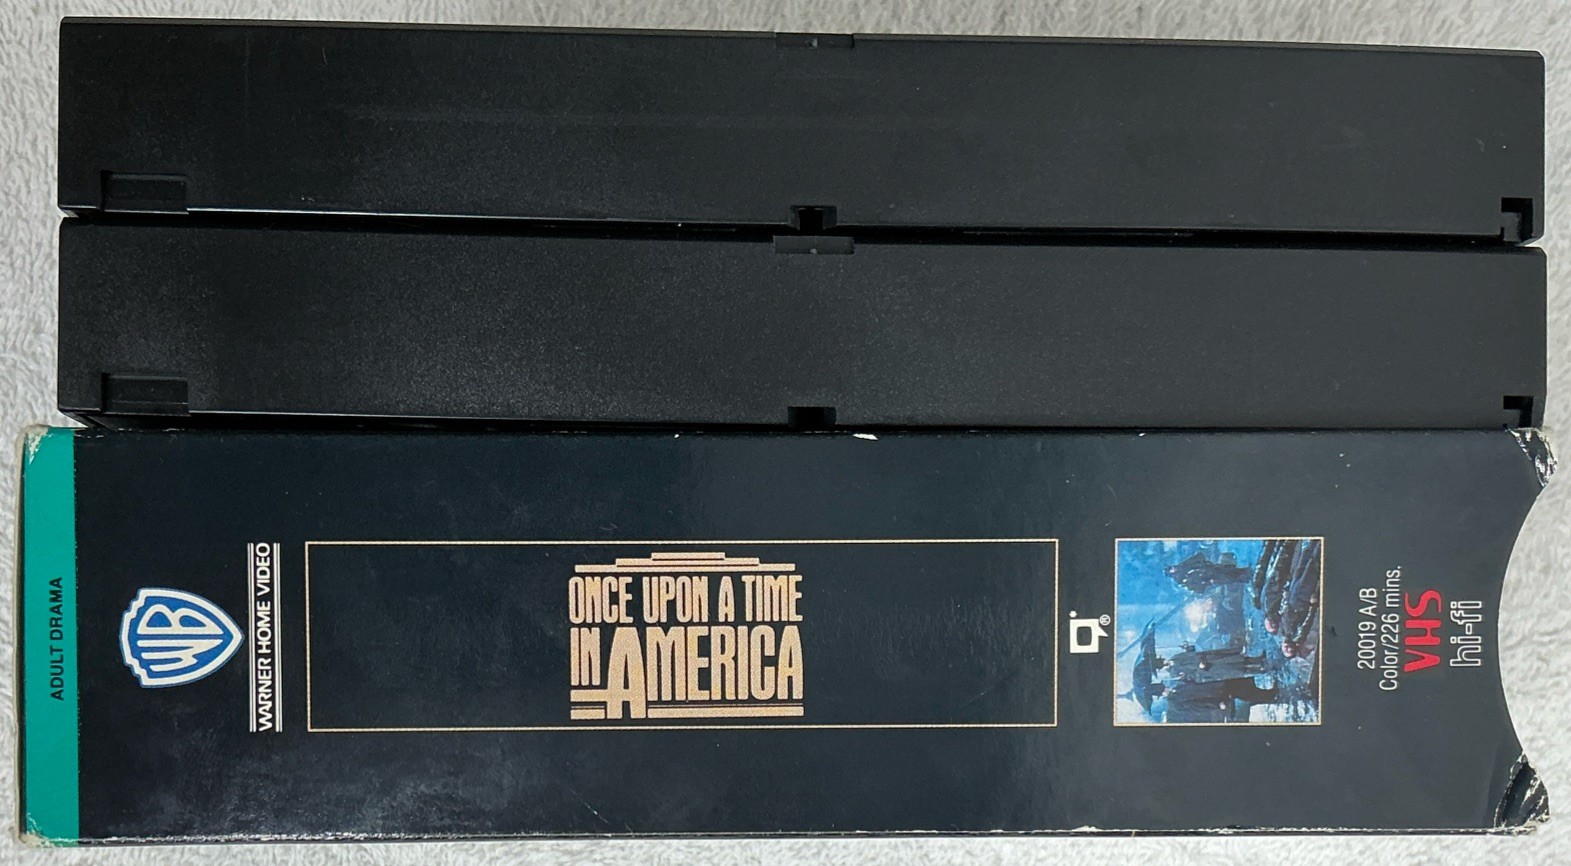 ADULT DRAMA
WB
WARNER HOME VIDEO
ONCE UPON A TIME
IN AMERICA
20019 A/B
Color/226 mins.
VHS
hi-fi